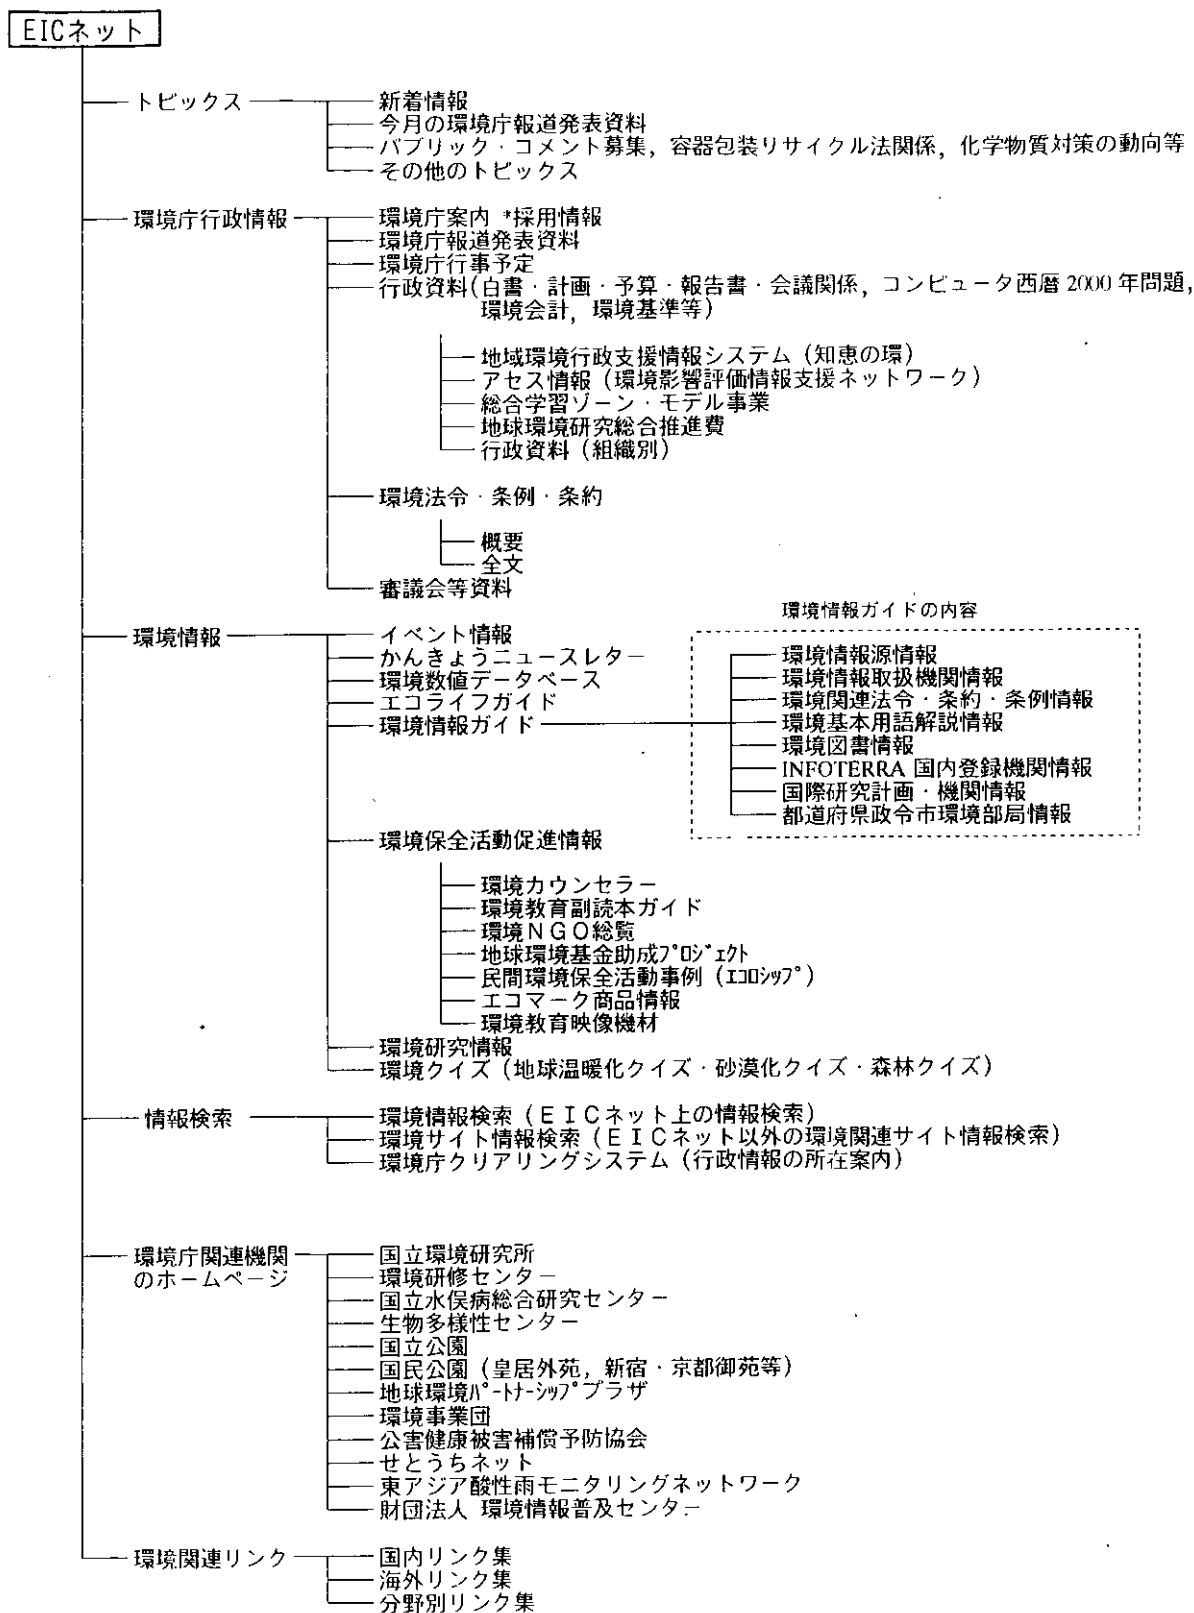 EICネット
トピックス
新着情報
今月の環境庁報道発表資料
パブリック・コメント募集，容器包装リサイクル法関係，化学物質対策の動向等
その他のトピックス
環境庁行政情報
環境庁案内 *採用情報
環境庁報道発表資料
環境庁行事予定
行政資料(白書・計画・予算・報告書・会議関係，コンピュータ西暦2000年問題，
環境会計，環境基準等)
地域環境行政支援情報システム（知恵の環）
アセス情報（環境影響評価情報支援ネットワーク）
総合学習ゾーン・モデル事業
地球環境研究総合推進費
行政資料（組織別）
環境法令・条例・条約
概要
全文
審議会等資料
環境情報
イベント情報
かんきょうニュースレター
環境数値データベース
エコライフガイド
環境情報ガイド
環境情報ガイドの内容
環境情報源情報
環境情報取扱機関情報
環境関連法令・条約・条例情報
環境基本用語解説情報
環境図書情報
INFOTERRA 国内登録機関情報
国際研究計画・機関情報
都道府県政令市環境部局情報
環境保全活動促進情報
環境カウンセラー
環境教育副読本ガイド
環境ＮＧＯ総覧
地球環境基金助成ﾌﾟﾛｼﾞｪｸﾄ
民間環境保全活動事例（ｴｺﾛｼｯﾌﾟ）
エコマーク商品情報
環境教育映像機材
環境研究情報
環境クイズ（地球温暖化クイズ・砂漠化クイズ・森林クイズ）
情報検索
環境情報検索（ＥＩＣネット上の情報検索）
環境サイト情報検索（ＥＩＣネット以外の環境関連サイト情報検索）
環境庁クリアリングシステム（行政情報の所在案内）
環境庁関連機関
のホームページ
国立環境研究所
環境研修センター
国立水俣病総合研究センター
生物多様性センター
国立公園
国民公園（皇居外苑，新宿・京都御苑等）
地球環境ﾊﾟｰﾄﾅｰｼｯﾌﾟプラザ
環境事業団
公害健康被害補償予防協会
せとうちネット
東アジア酸性雨モニタリングネットワーク
財団法人 環境情報普及センター
環境関連リンク
国内リンク集
海外リンク集
分野別リンク集